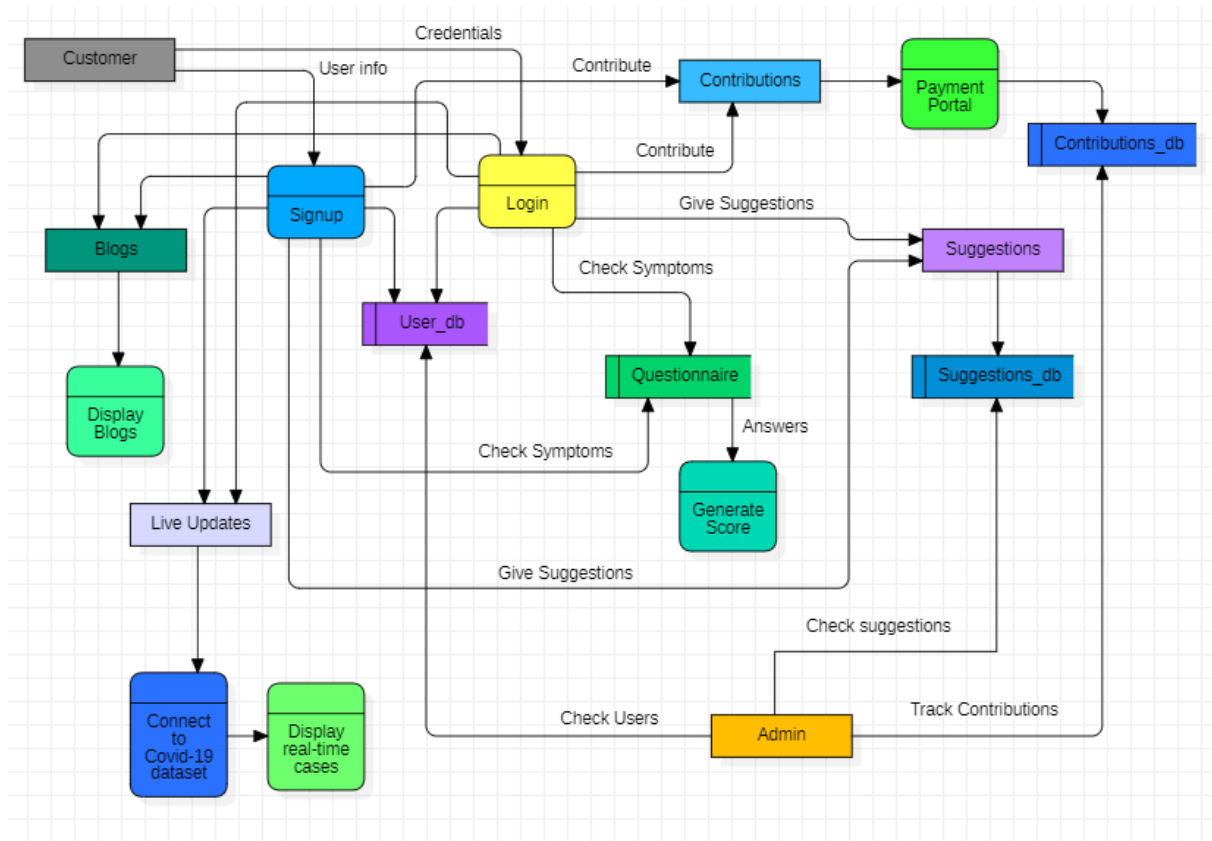 Credentials
Customer
User info
Contribute
Contributions
Payment
Portal
Contributions_db
Contribute
Signup
Login
Give Suggestions
Blogs
Suggestions
Check Symptoms
User_db
Questionnaire
Suggestions_db
Display
Blogs
Answers
Check Symptoms
Generate
Score
Live Updates
Give Suggestions
Check suggestions
Connect
to
Covid-19
dataset
Display
real-time
cases
Check Users
Admin
Track Contributions